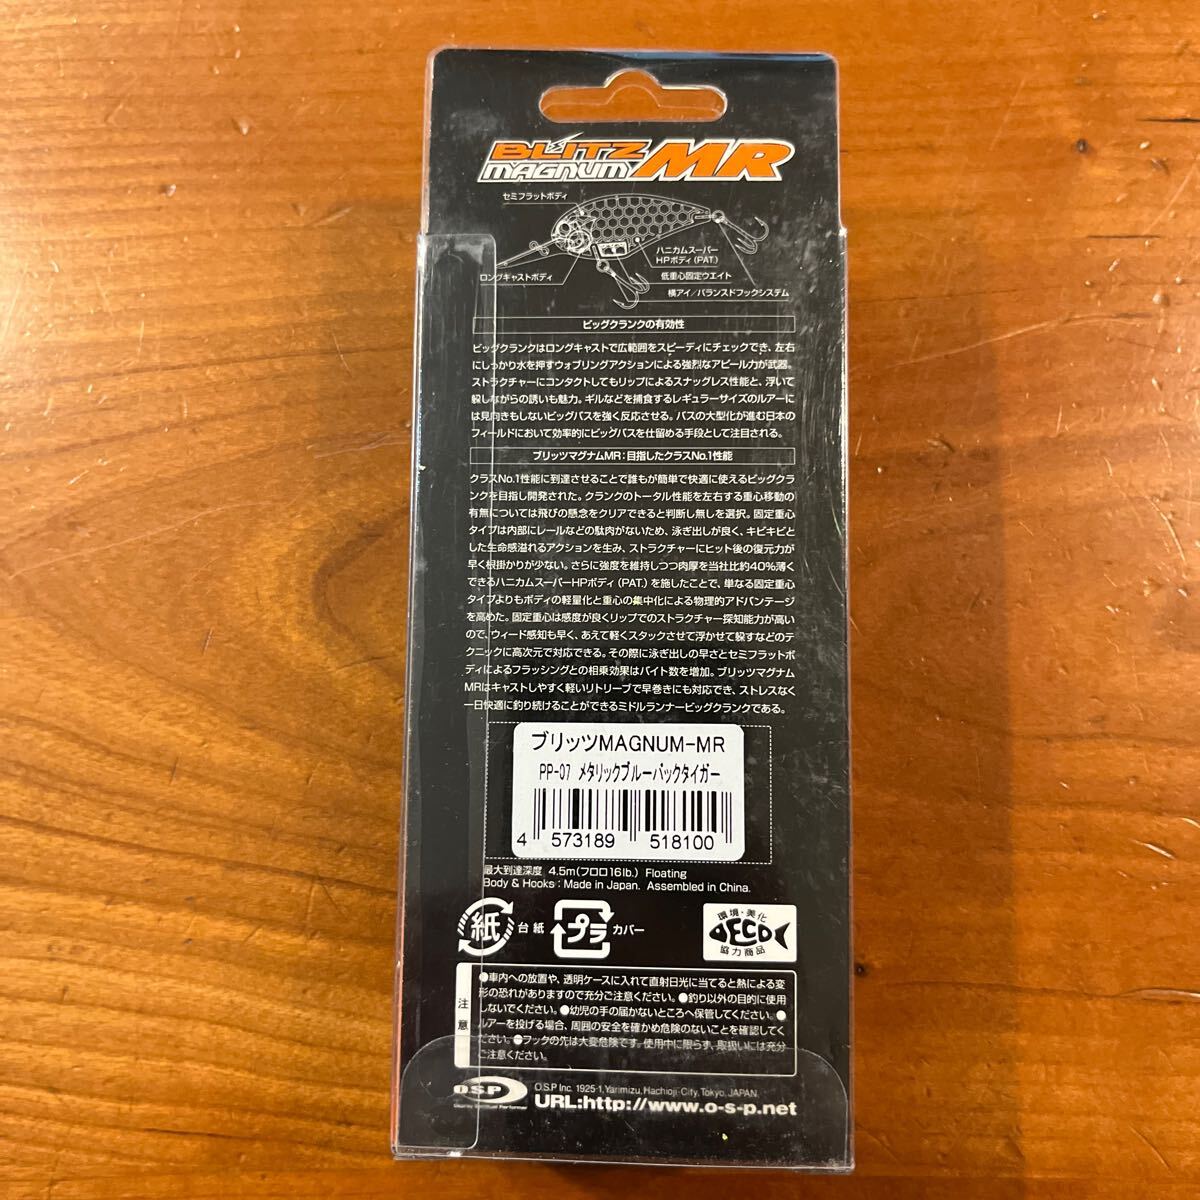 BLITZ
MAGNUM MR
セミフラットボディ
ハニカムスーパー
HPボディ(PAT.)
ロングキャストボディ
低重心固定ウエイト
横アイ/バランスドフックシステム
ビッグクランクの有効性
ビッグクランクはロングキャストで広範囲をスピーディにチェックでき、左右
にしっかり水を押すウォブリングアクションによる強烈なアピール力が武器。
ストラクチャーにコンタクトしてもリップによるスナッグレス性能と、浮いて
躱しながらの誘いも魅力。ギルなどを捕食するレギュラーサイズのルアーに
は見向きもしないビッグバスを強く反応させる。バスの大型化が進む日本の
フィールドにおいて効率的にビッグバスを仕留める手段として注目される。
ブリッツマグナムMR:目指したクラスNo.1性能
クラスNo.1性能に到達させることで誰もが簡単で快適に使えるビッグクラ
ンクを目指し開発された。クランクのトータル性能を左右する重心移動の
有無については飛びの懸念をクリアできると判断し無しを選択。固定重心
タイプは内部にレールなどの駄肉がないため、泳ぎ出しが良く、キビキビと
した生命感溢れるアクションを生み、ストラクチャーにヒット後の復元力が
早く根掛かりが少ない。さらに強度を維持しつつ肉厚を当社比約40%薄く
できるハニカムスーパーHPボディ(PAT.)を施したことで、単なる固定重心
タイプよりもボディの軽量化と重心の集中化による物理的アドバンテージ
を高めた。固定重心は感度が良くリップでのストラクチャー探知能力が高い
ので、ウィード感知も早く、あえて軽くスタックさせて浮かせて躱すなどのテ
クニックに高次元で対応できる。その際に泳ぎ出しの早さとセミフラットボ
ディによるフラッシングとの相乗効果はバイト数を増加。ブリッツマグナム
MRはキャストしやすく軽いリトリーブで早巻きにも対応でき、ストレスなく
一日快適に釣り続けることができるミドルランナービッグクランクである。
ブリッツMAGNUM-MR
PP-07 メタリックブルーバックタイガー
4 573189 518100
最大到達深度 4.5m(フロロ16lb.) Floating
Body & Hooks : Made in Japan. Assembled in China.
紙 台紙 プラ カバー
環境・美化
ECO
協力商品
注意
●車内への放置や、透明ケースに入れて直射日光に当てると熱による変
形の恐れがありますので充分ご注意ください。●釣り以外の目的に使用
しないでください。●幼児の手の届かないところへ保管してください。●
ルアーを投げる場合、周囲の安全を確かめ危険のないことを確認してく
ださい。●フックの先は大変危険です。使用中に限らず、取扱いには充分
ご注意ください。
O.S.P
O.S.P Inc. 1925-1, Yarimizu, Hachioji-City, Tokyo, JAPAN.
URL:http://www.o-s-p.net